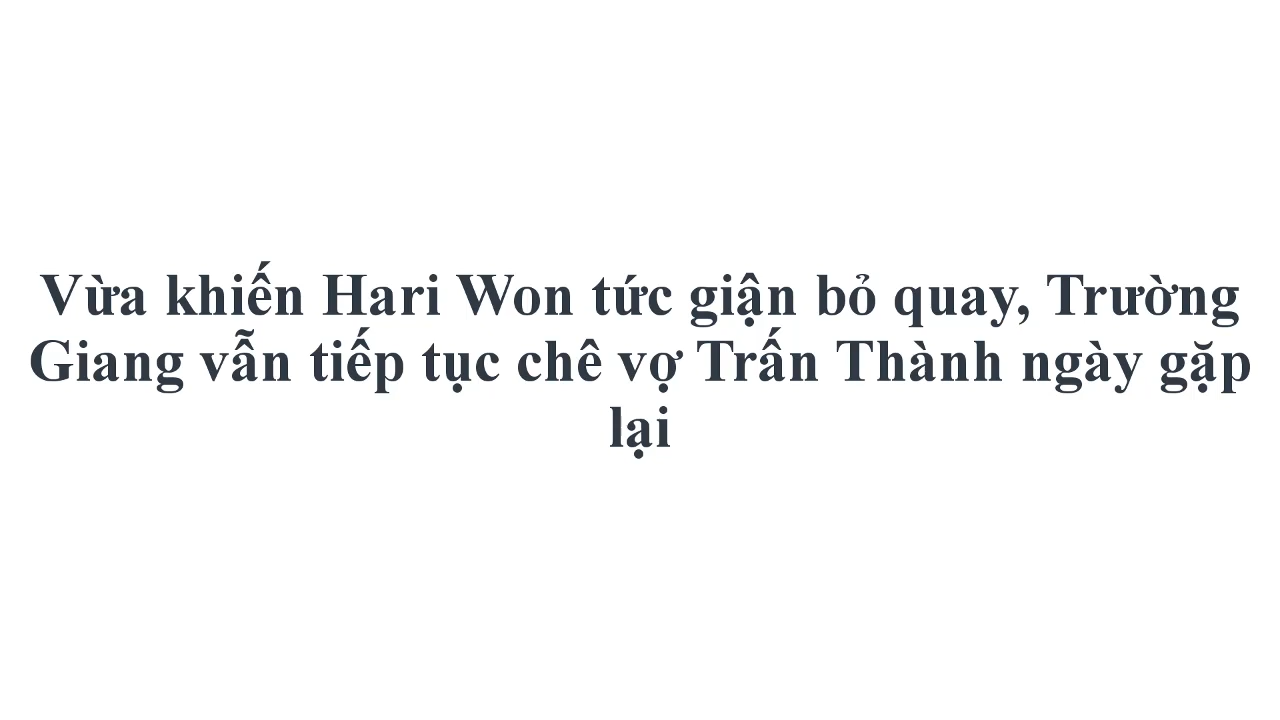 Vừa khiến Hari Won tức giận bỏ quay, Trường
Giang vẫn tiếp tục chê vợ Trấn Thành ngày gặp
lại